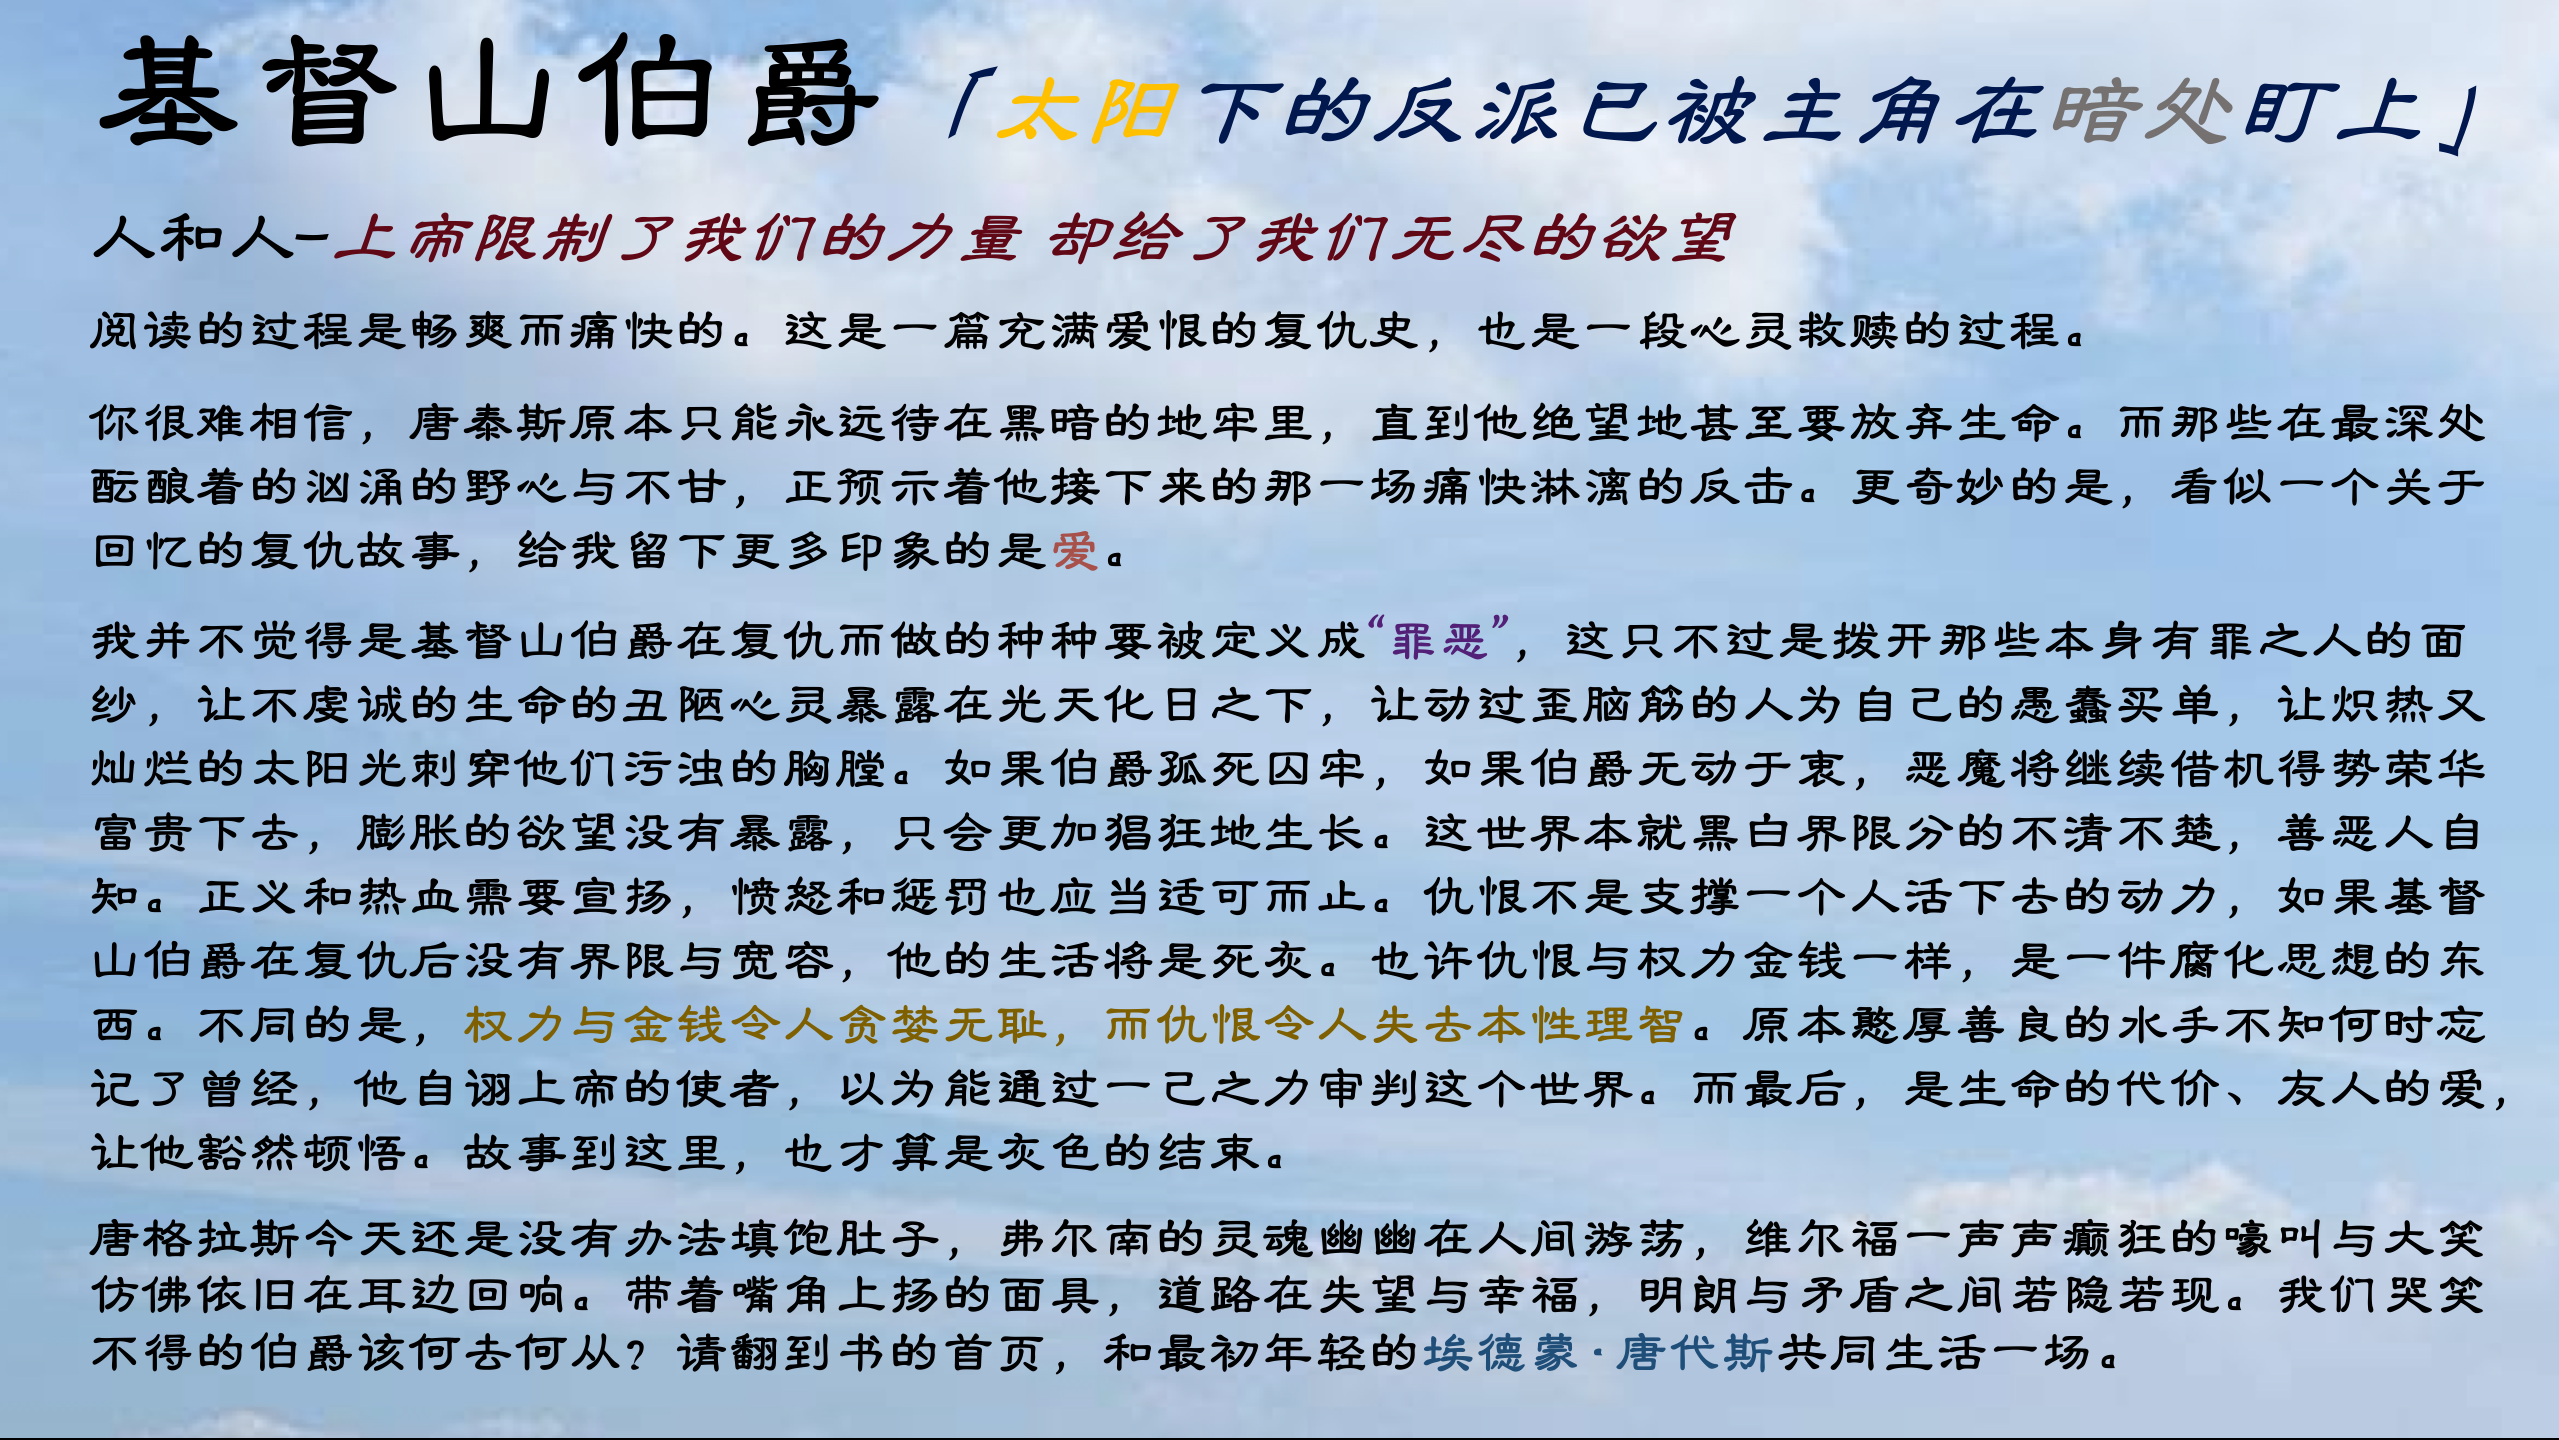 基督山伯爵「太阳下的反派已被主角在暗处盯上」
人和人-上帝限制了我们的力量 却给了我们无尽的欲望
阅读的过程是畅爽而痛快的。这是一篇充满爱恨的复仇史，也是一段心灵救赎的过程。
你很难相信，唐泰斯原本只能永远待在黑暗的地牢里，直到他绝望地甚至要放弃生命。而那些在最深处
酝酿着的汹涌的野心与不甘，正预示着他接下来的那一场痛快淋漓的反击。更奇妙的是，看似一个关于
回忆的复仇故事，给我留下更多印象的是爱。
我并不觉得是基督山伯爵在复仇而做的种种要被定义成“罪恶”，这只不过是拨开那些本身有罪之人的面
纱，让不虔诚的生命的丑陋心灵暴露在光天化日之下，让动过歪脑筋的人为自己的愚蠢买单，让炽热又
灿烂的太阳光刺穿他们污浊的胸膛。如果伯爵孤死囚牢，如果伯爵无动于衷，恶魔将继续借机得势荣华
富贵下去，膨胀的欲望没有暴露，只会更加猖狂地生长。这世界本就黑白界限分的不清不楚，善恶人自
知。正义和热血需要宣扬，愤怒和惩罚也应当适可而止。仇恨不是支撑一个人活下去的动力，如果基督
山伯爵在复仇后没有界限与宽容，他的生活将是死灰。也许仇恨与权力金钱一样，是一件腐化思想的东
西。不同的是，权力与金钱令人贪婪无耻，而仇恨令人失去本性理智。原本憨厚善良的水手不知何时忘
记了曾经，他自诩上帝的使者，以为能通过一己之力审判这个世界。而最后，是生命的代价、友人的爱，
让他豁然顿悟。故事到这里，也才算是灰色的结束。
唐格拉斯今天还是没有办法填饱肚子，弗尔南的灵魂幽幽在人间游荡，维尔福一声声癫狂的嚎叫与大笑
仿佛依旧在耳边回响。带着嘴角上扬的面具，道路在失望与幸福，明朗与矛盾之间若隐若现。我们哭笑
不得的伯爵该何去何从？请翻到书的首页，和最初年轻的埃德蒙·唐代斯共同生活一场。